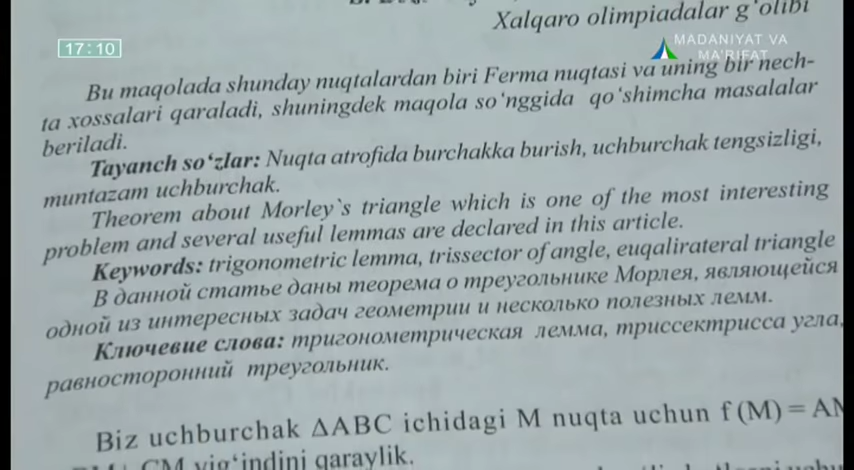 Xalqaro olimpiadalar g'olibi
17:10
MADANIYAT VA
MA'RIFAT
Bu maqolada shunday nuqtalardan biri Ferma nuqtasi va uning bir nech-
ta xossalari qaraladi, shuningdek maqola so'nggida qo'shimcha masalalar
beriladi.
Tayanch so'zlar: Nuqta atrofida burchakka burish, uchburchak tengsizligi,
muntazam uchburchak.
Theorem about Morley`s triangle which is one of the most interesting
problem and several useful lemmas are declared in this article.
Keywords: trigonometric lemma, trissector of angle, euqalirateral triangle
В данной статье даны теорема о треугольнике Морлея, являющейся
одной из интересных задач геометрии и несколько полезных лемм.
Ключевие слова: тригонометрическая лемма, триссектрисса угла,
равносторонний треугольник.
Biz uchburchak ΔABC ichidagi M nuqta uchun f(M) = AM
CM yig'indini qaraylik.